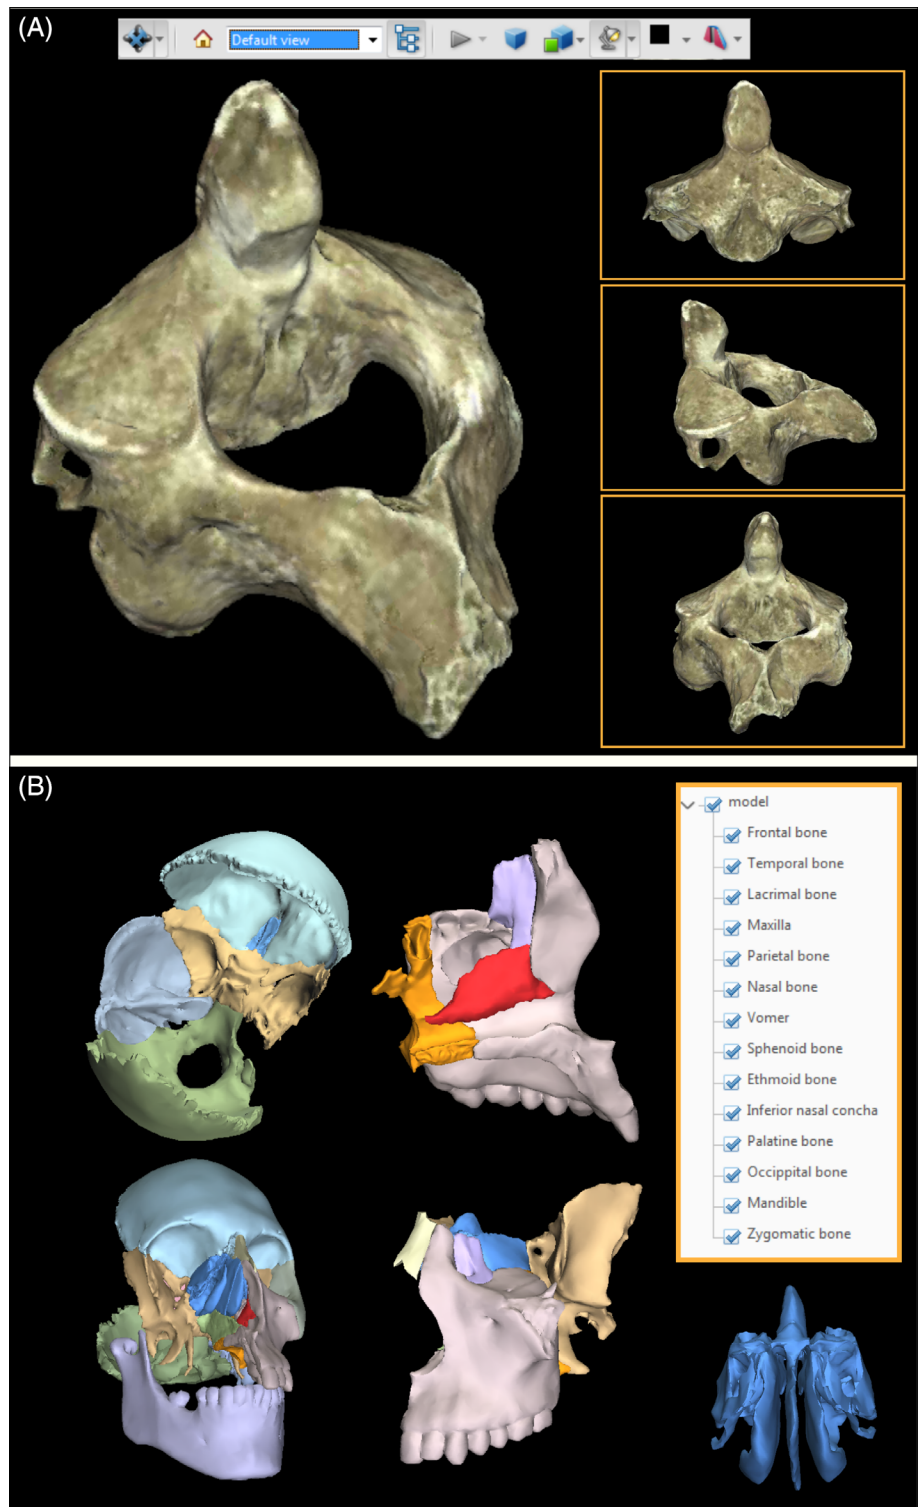 (A)
Default view
(B)
model
Frontal bone
Temporal bone
Lacrimal bone
Maxilla
Parietal bone
Nasal bone
Vomer
Sphenoid bone
Ethmoid bone
Inferior nasal concha
Palatine bone
Occippital bone
Mandible
Zygomatic bone